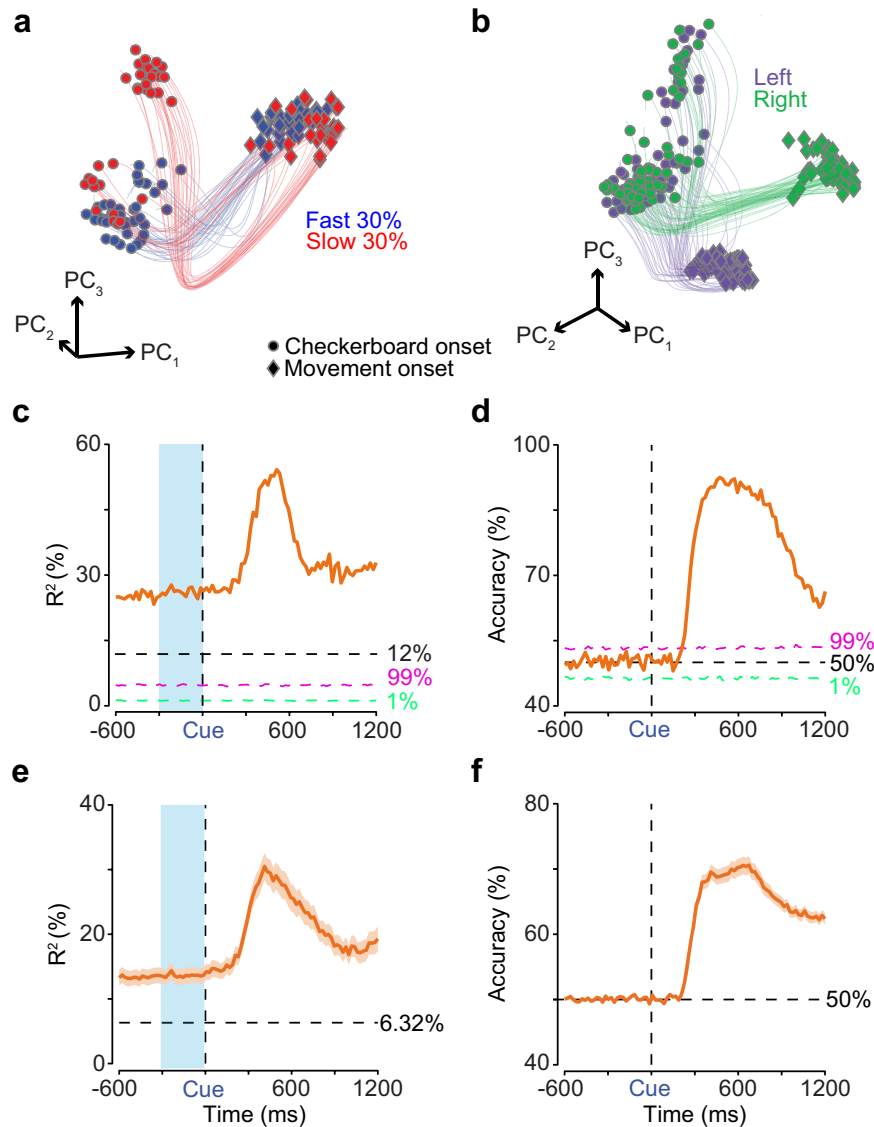 a
b
Left
Right
Fast 30%
Slow 30%
PC3
PC2
PC1
PC3
PC2
PC1
Checkerboard onset
Movement onset
c
60
30
0
R2 (%)
12%
99%
1%
-600
Cue
600
1200
d
100
70
40
Accuracy (%)
99%
50%
1%
-600
Cue
600
1200
e
40
20
0
R2 (%)
6.32%
-600
Cue
600
1200
Time (ms)
f
80
60
40
Accuracy (%)
50%
-600
Cue
600
1200
Time (ms)